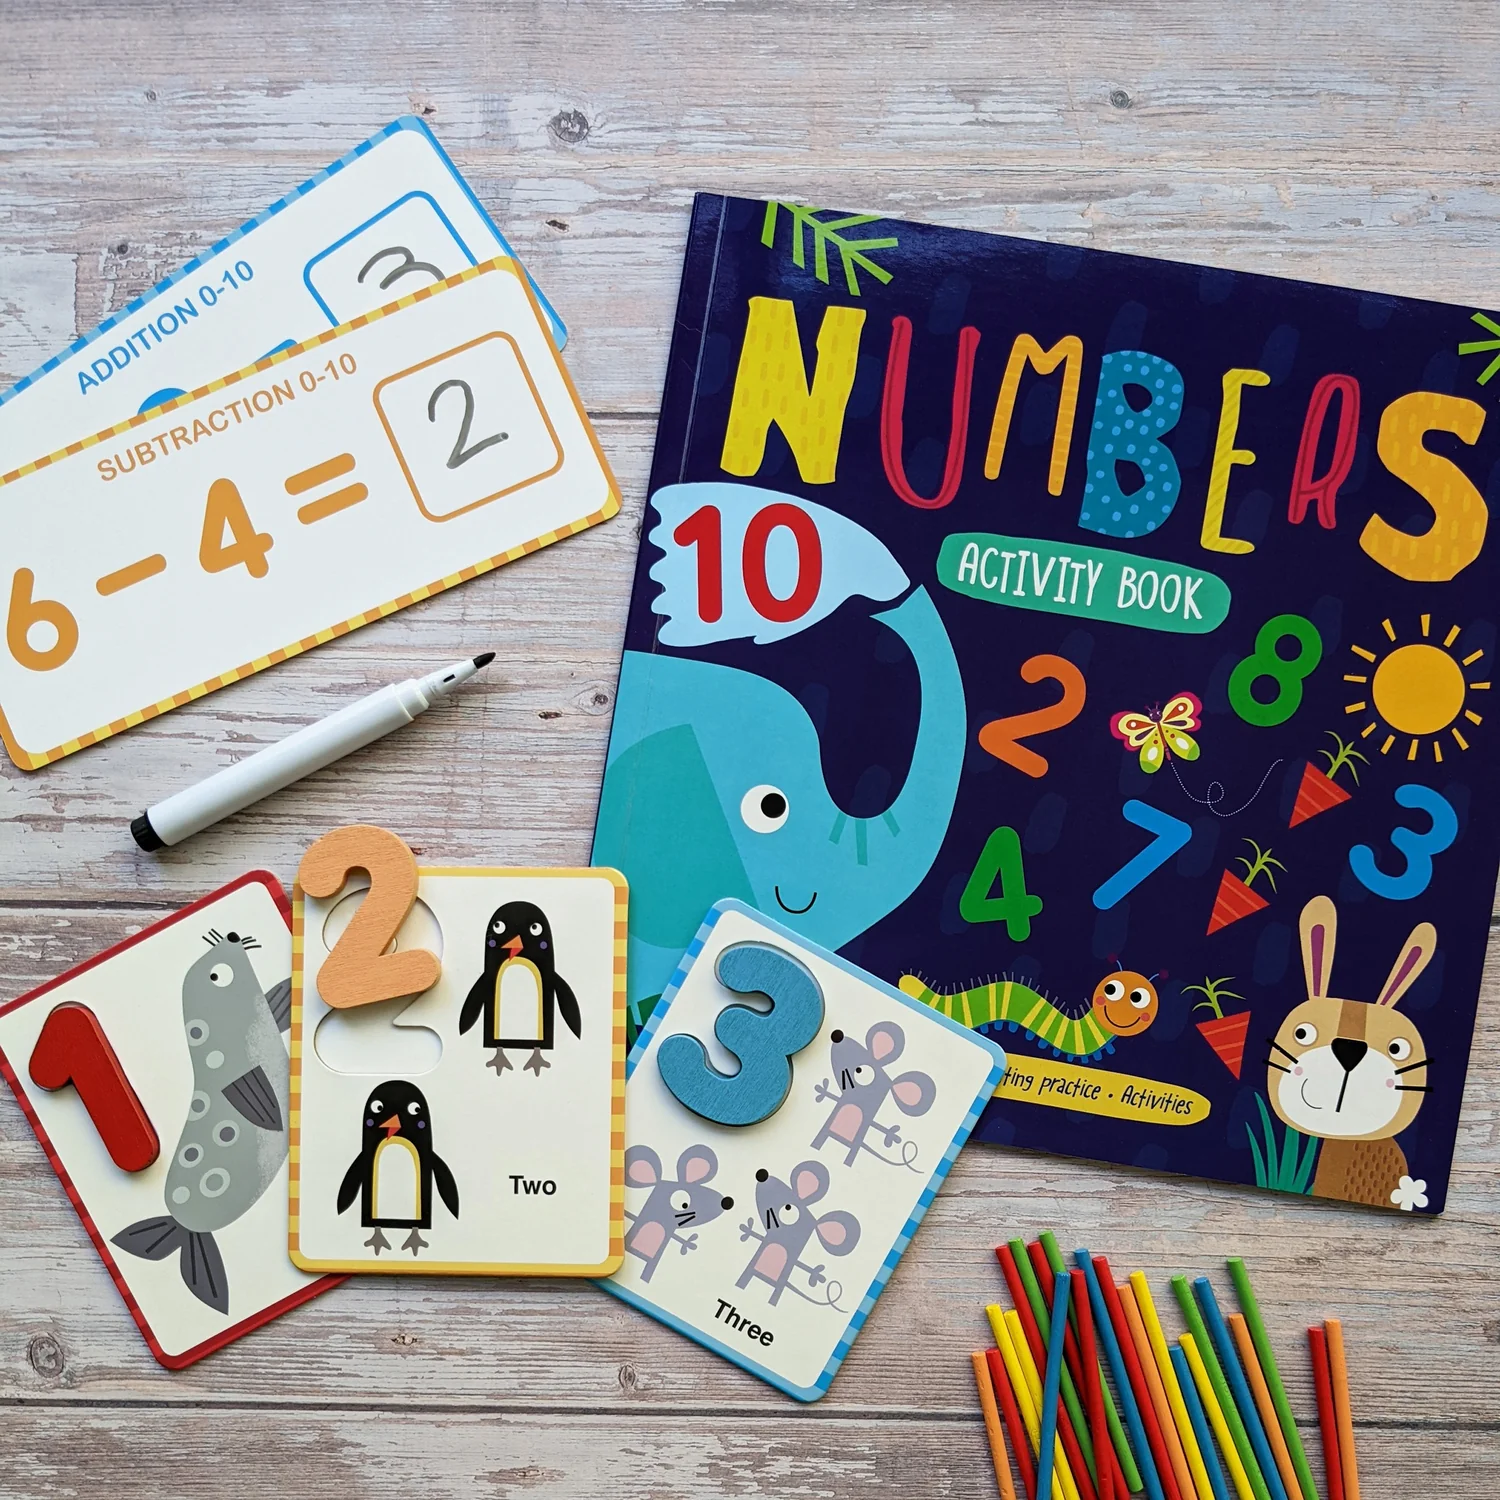 ADDITION 0-10
3
SUBTRACTION 0-10
6 - 4 = 2
NUMBERS
10
ACTIVITY BOOK
8
2
7
3
4
practice • Activities
1
2
Two
3
Three